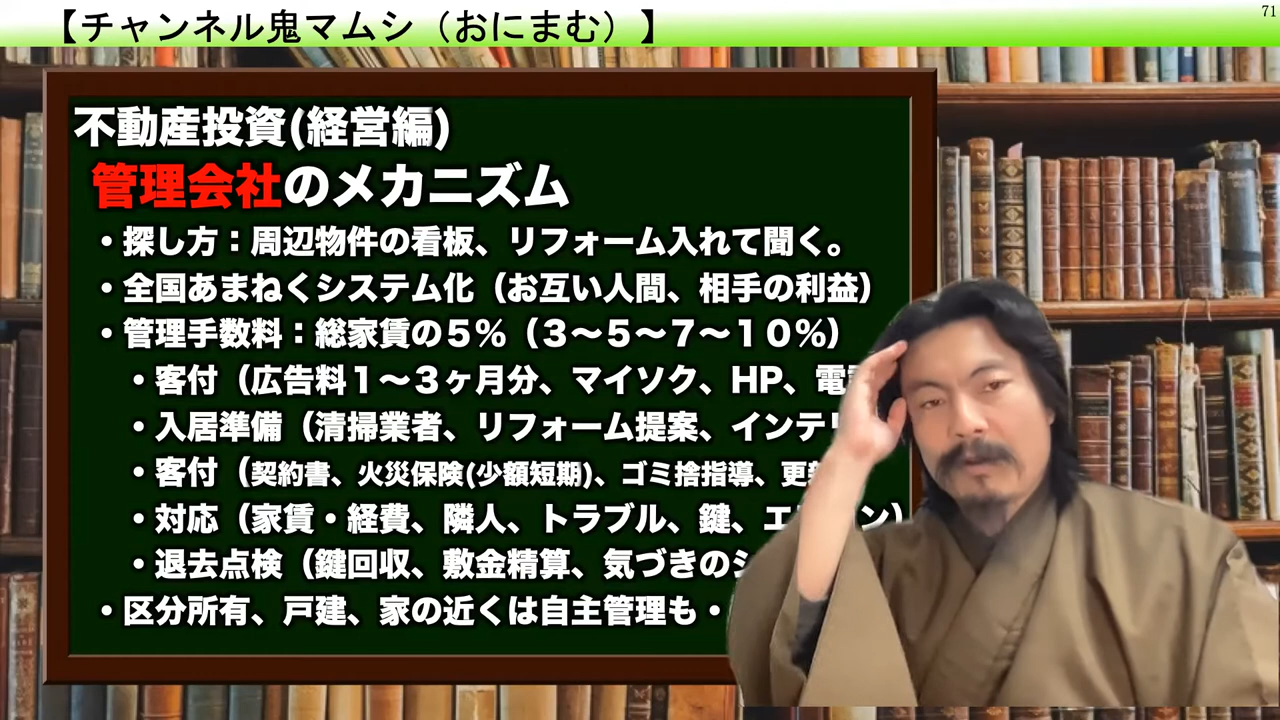 【チャンネル鬼マムシ（おにまむ）】
71
不動産投資(経営編)
管理会社のメカニズム
・探し方：周辺物件の看板、リフォーム入れて聞く。
・全国あまねくシステム化（お互い人間、相手の利益）
・管理手数料：総家賃の５％（３～５～７～１０％）
・客付（広告料１～３ヶ月分、マイソク、HP、電
・入居準備（清掃業者、リフォーム提案、インテリ
・客付（契約書、火災保険(少額短期)、ゴミ捨指導、更新
・対応（家賃・経費、隣人、トラブル、鍵、エ
・退去点検（鍵回収、敷金精算、気づきのシ
・区分所有、戸建、家の近くは自主管理も・